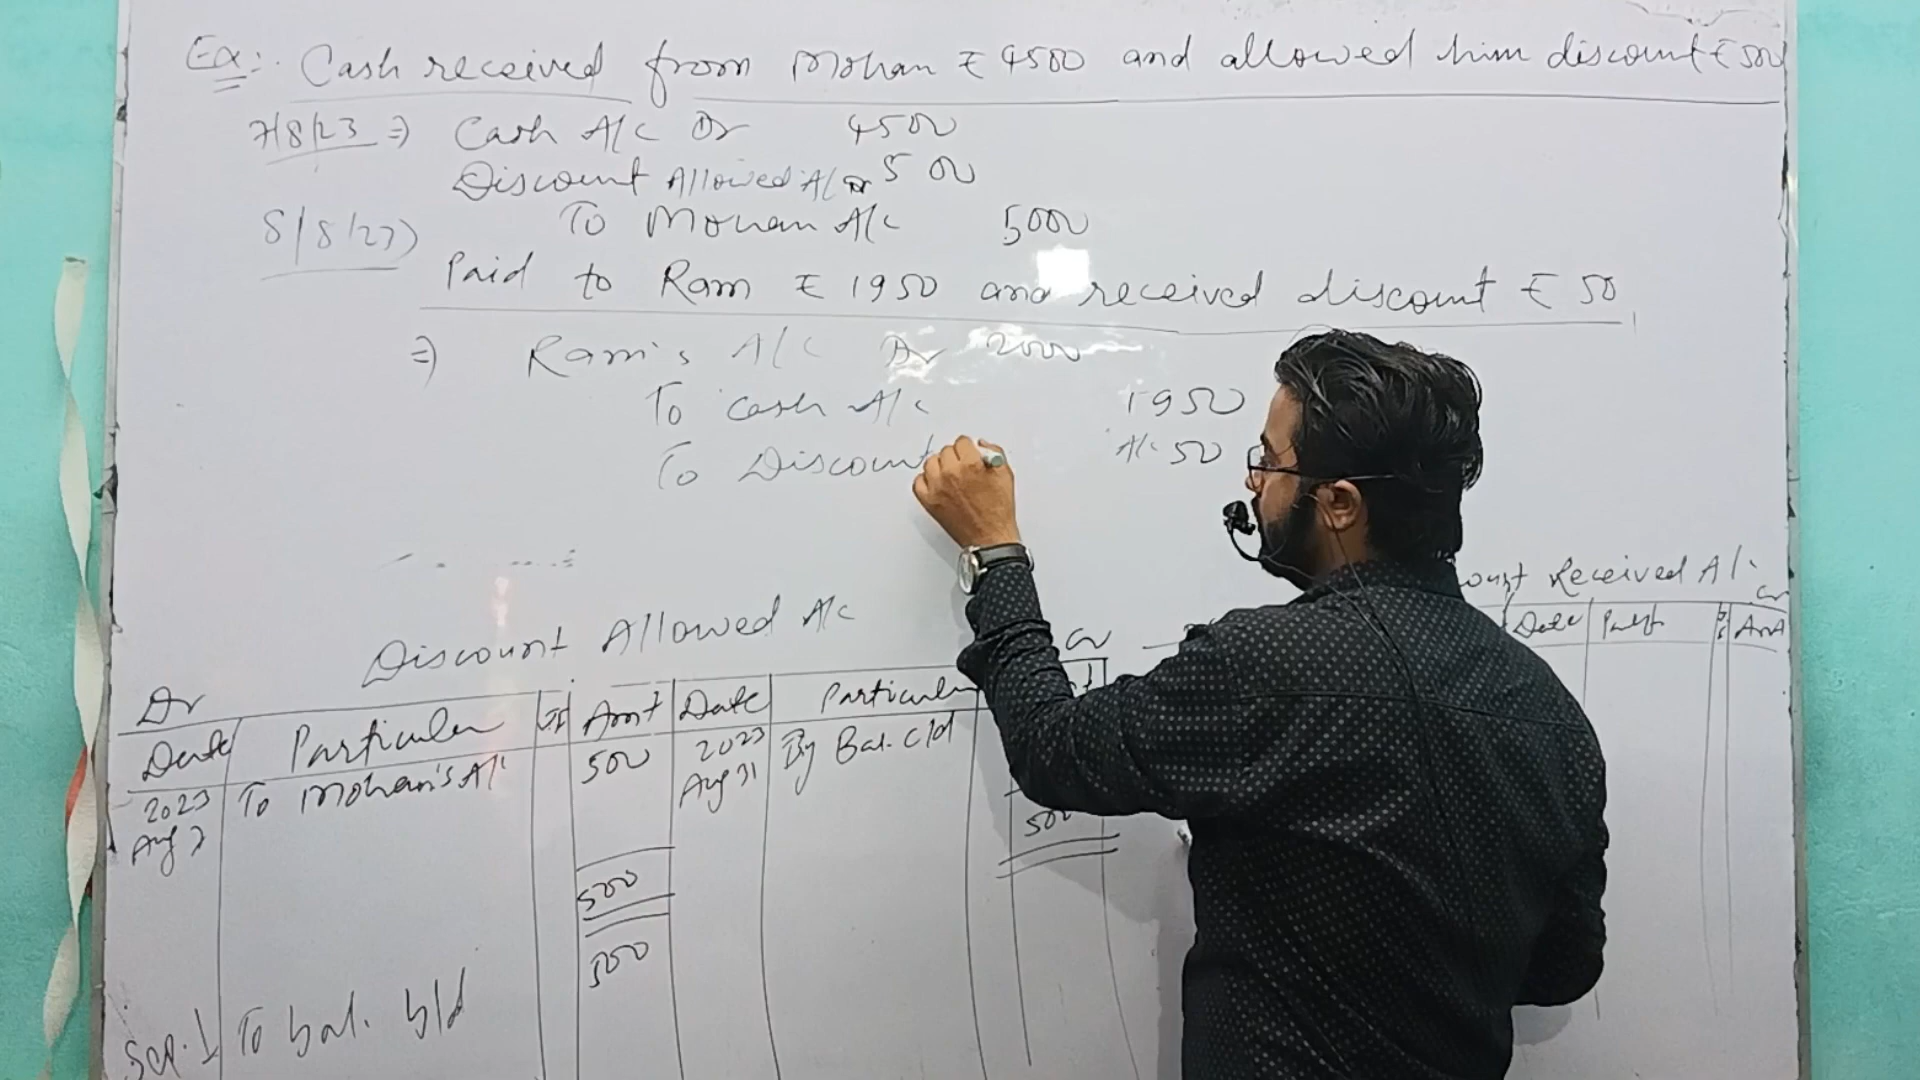 Ex:. Cash received from Mohan ₹ 4500 and allowed him discount ₹ 500
7/8/23 ⇒ Cash A/c Dr 4500
Discount Allowed A/c Dr 500
8/8/23) To Mohan A/c 5000
Paid to Ram ₹ 1950 and received discount ₹ 50
⇒ Ram's A/c Dr 2000
To Cash A/c 1950
To Discount A/c 50
Discount Allowed A/c
Dr Cr
Date Particular Amt Date Particular
2023 To Mohan's A/c 500 2023 By Bal. c/d
Aug 7 Aug 31
500 500
500
Sep. 1 To bal. b/d
Received A/c
Cr
Date Amt